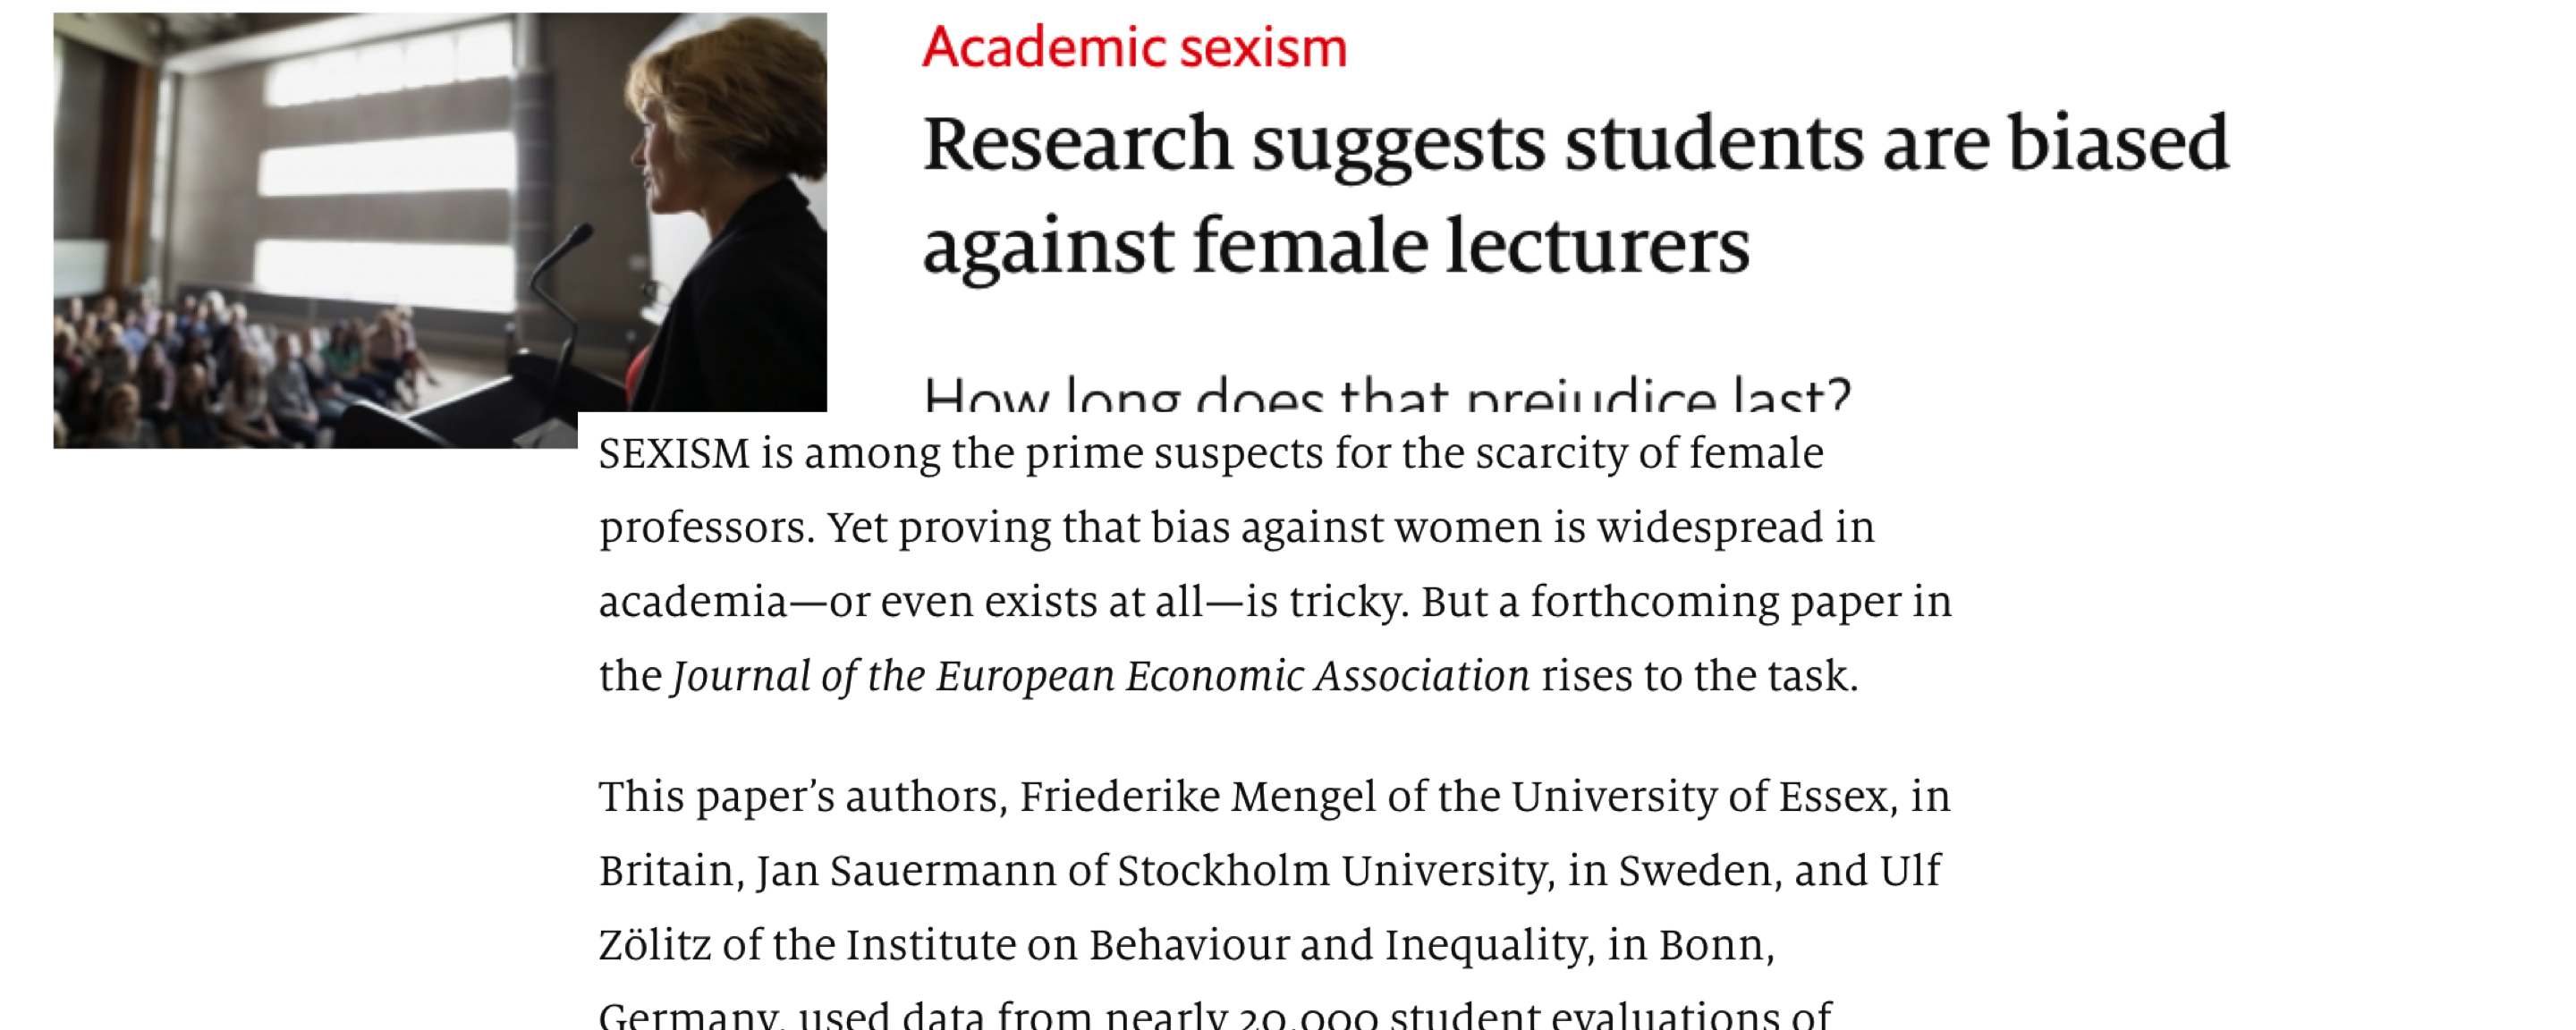 Academic sexism
Research suggests students are biased
against female lecturers
How long does that prejudice last?
SEXISM is among the prime suspects for the scarcity of female
professors. Yet proving that bias against women is widespread in
academia—or even exists at all—is tricky. But a forthcoming paper in
the Journal of the European Economic Association rises to the task.
This paper’s authors, Friederike Mengel of the University of Essex, in
Britain, Jan Sauermann of Stockholm University, in Sweden, and Ulf
Zölitz of the Institute on Behaviour and Inequality, in Bonn,
Germany, used data from nearly 20,000 student evaluations of